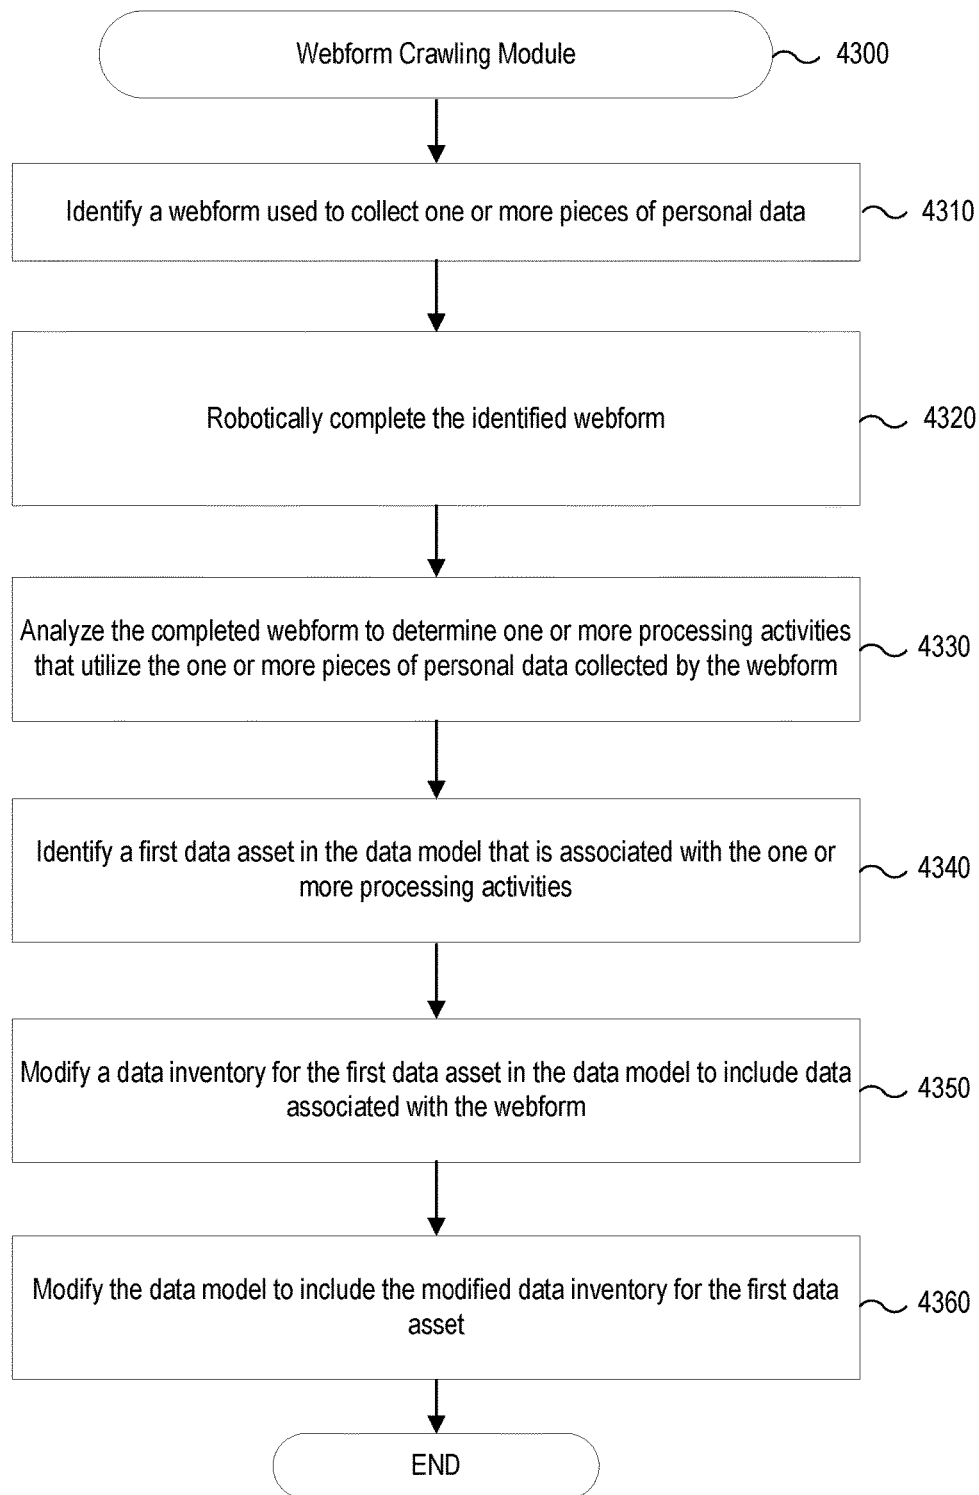 Webform Crawling Module
4300
Identify a webform used to collect one or more pieces of personal data
4310
Robotically complete the identified webform
4320
Analyze the completed webform to determine one or more processing activities
that utilize the one or more pieces of personal data collected by the webform
4330
Identify a first data asset in the data model that is associated with the one or
more processing activities
4340
Modify a data inventory for the first data asset in the data model to include data
associated with the webform
4350
Modify the data model to include the modified data inventory for the first data
asset
4360
END